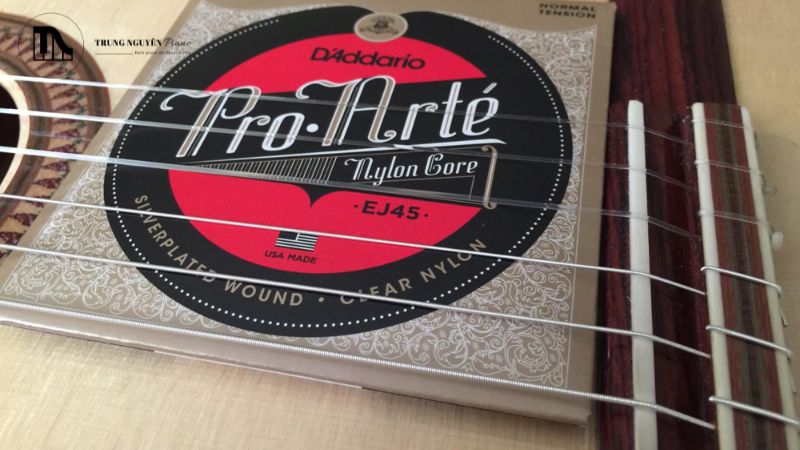 TRUNG NGUYÊN Piano
NORMAL
TENSION
D'Addario
Pro·Arté
Nylon Core
·EJ45·
USA MADE
SILVERPLATED WOUND · CLEAR NYLON